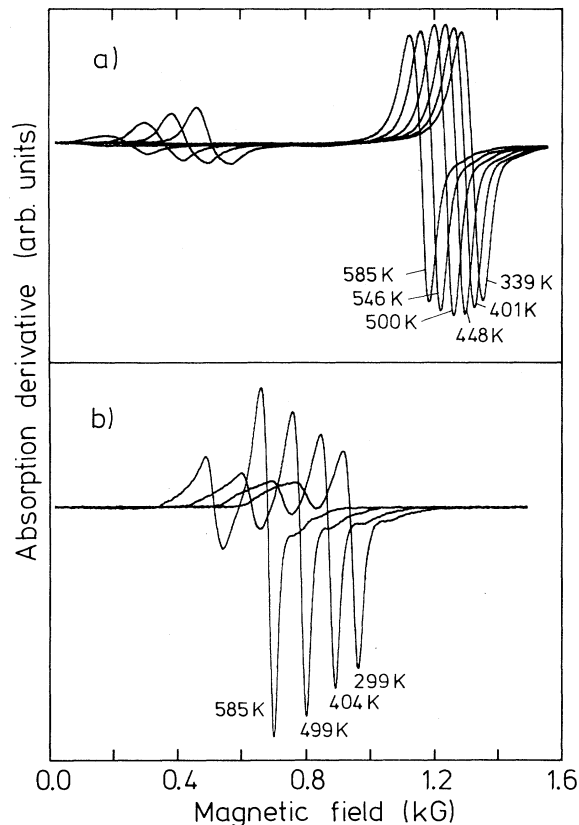 a)
585 K
546 K
500 K
448 K
401 K
339 K
b)
585 K
499 K
404 K
299 K
Absorption derivative (arb. units)
0.0 0.4 0.8 1.2 1.6
Magnetic field (kG)